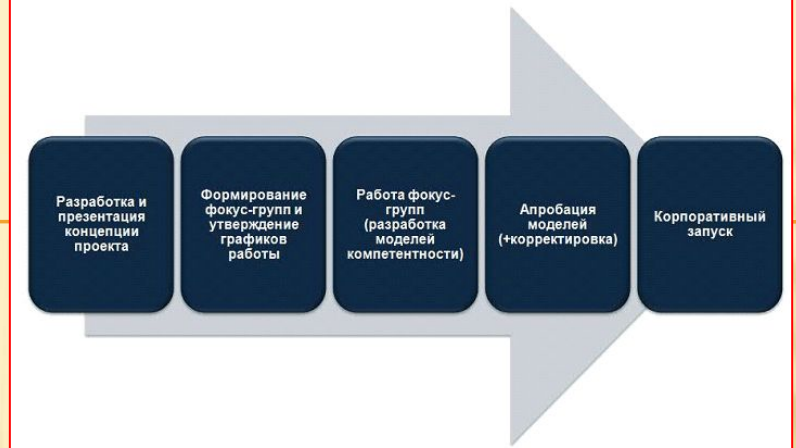 Разработка и
презентация
концепции
проекта
Формирование
фокус-групп и
утверждение
графиков
работы
Работа фокус-
групп
(разработка
моделей
компетентности)
Апробация
моделей
(+корректировка)
Корпоративный
запуск